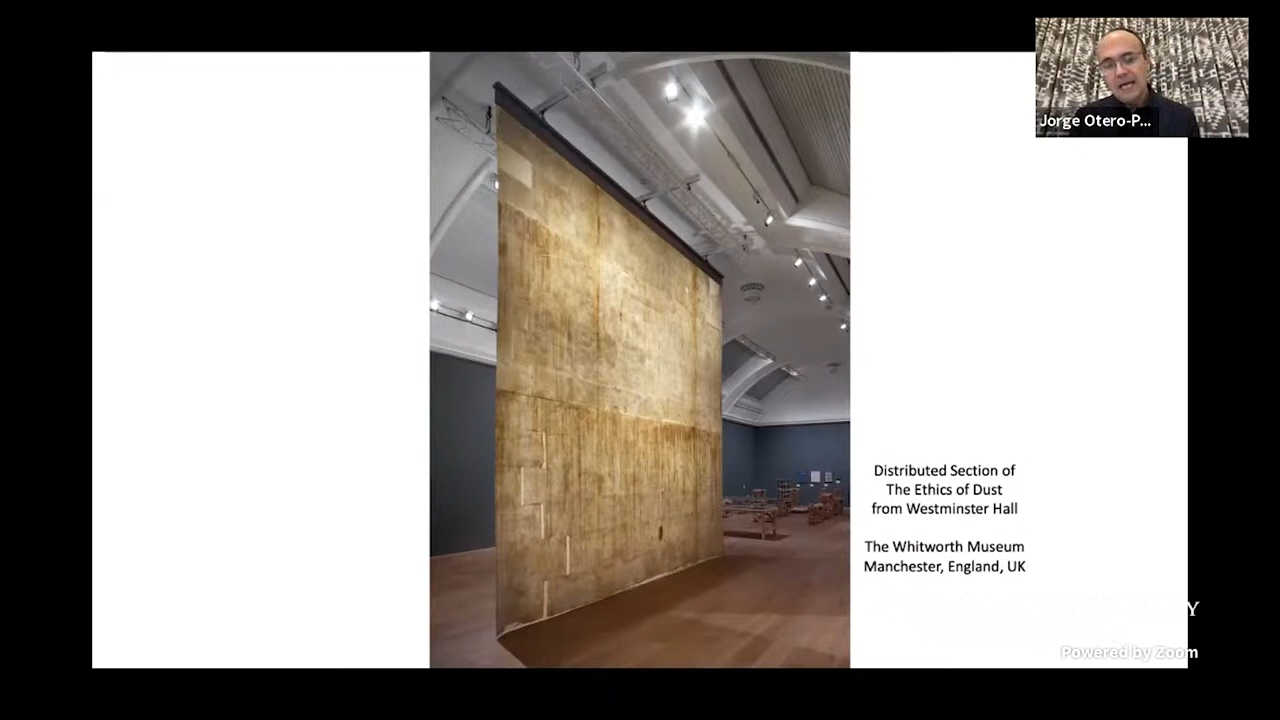 Jorge Otero-P...
Distributed Section of
The Ethics of Dust
from Westminster Hall
The Whitworth Museum
Manchester, England, UK
Y
Powered by Zoom